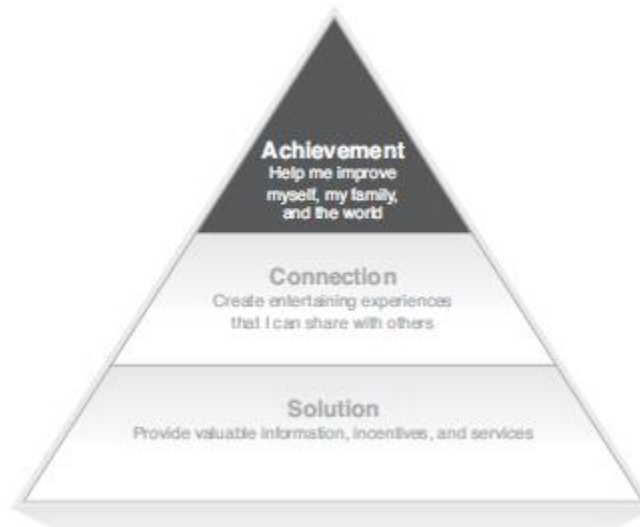 Achievement
Help me improve
myself, my family,
and the world
Connection
Create entertaining experiences
that I can share with others
Solution
Provide valuable information, incentives, and services